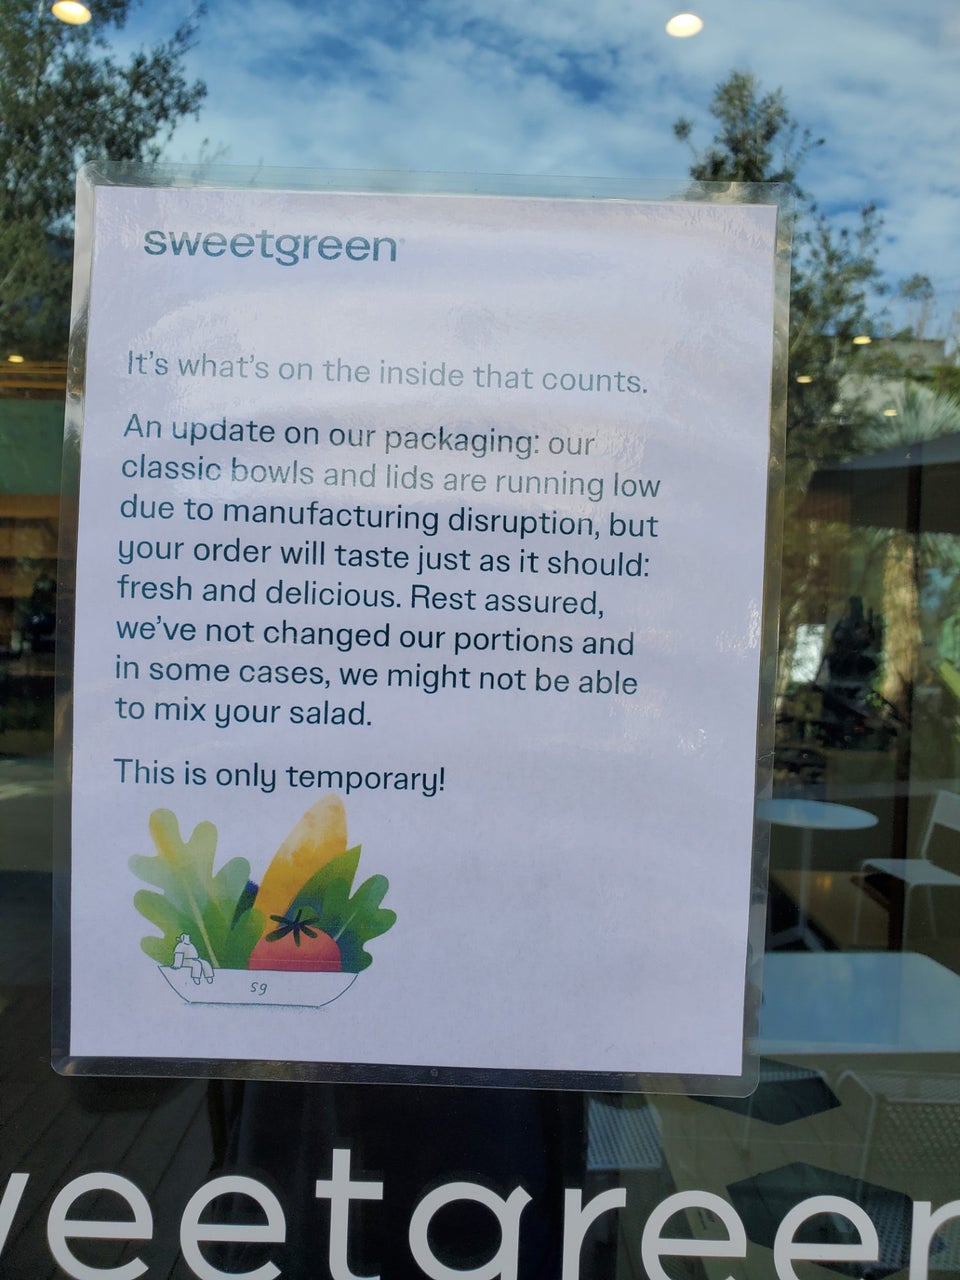 sweetgreen
It's what's on the inside that counts.
An update on our packaging: our
classic bowls and lids are running low
due to manufacturing disruption, but
your order will taste just as it should:
fresh and delicious. Rest assured,
we've not changed our portions and
in some cases, we might not be able
to mix your salad.
This is only temporary!
sg
weetgreen